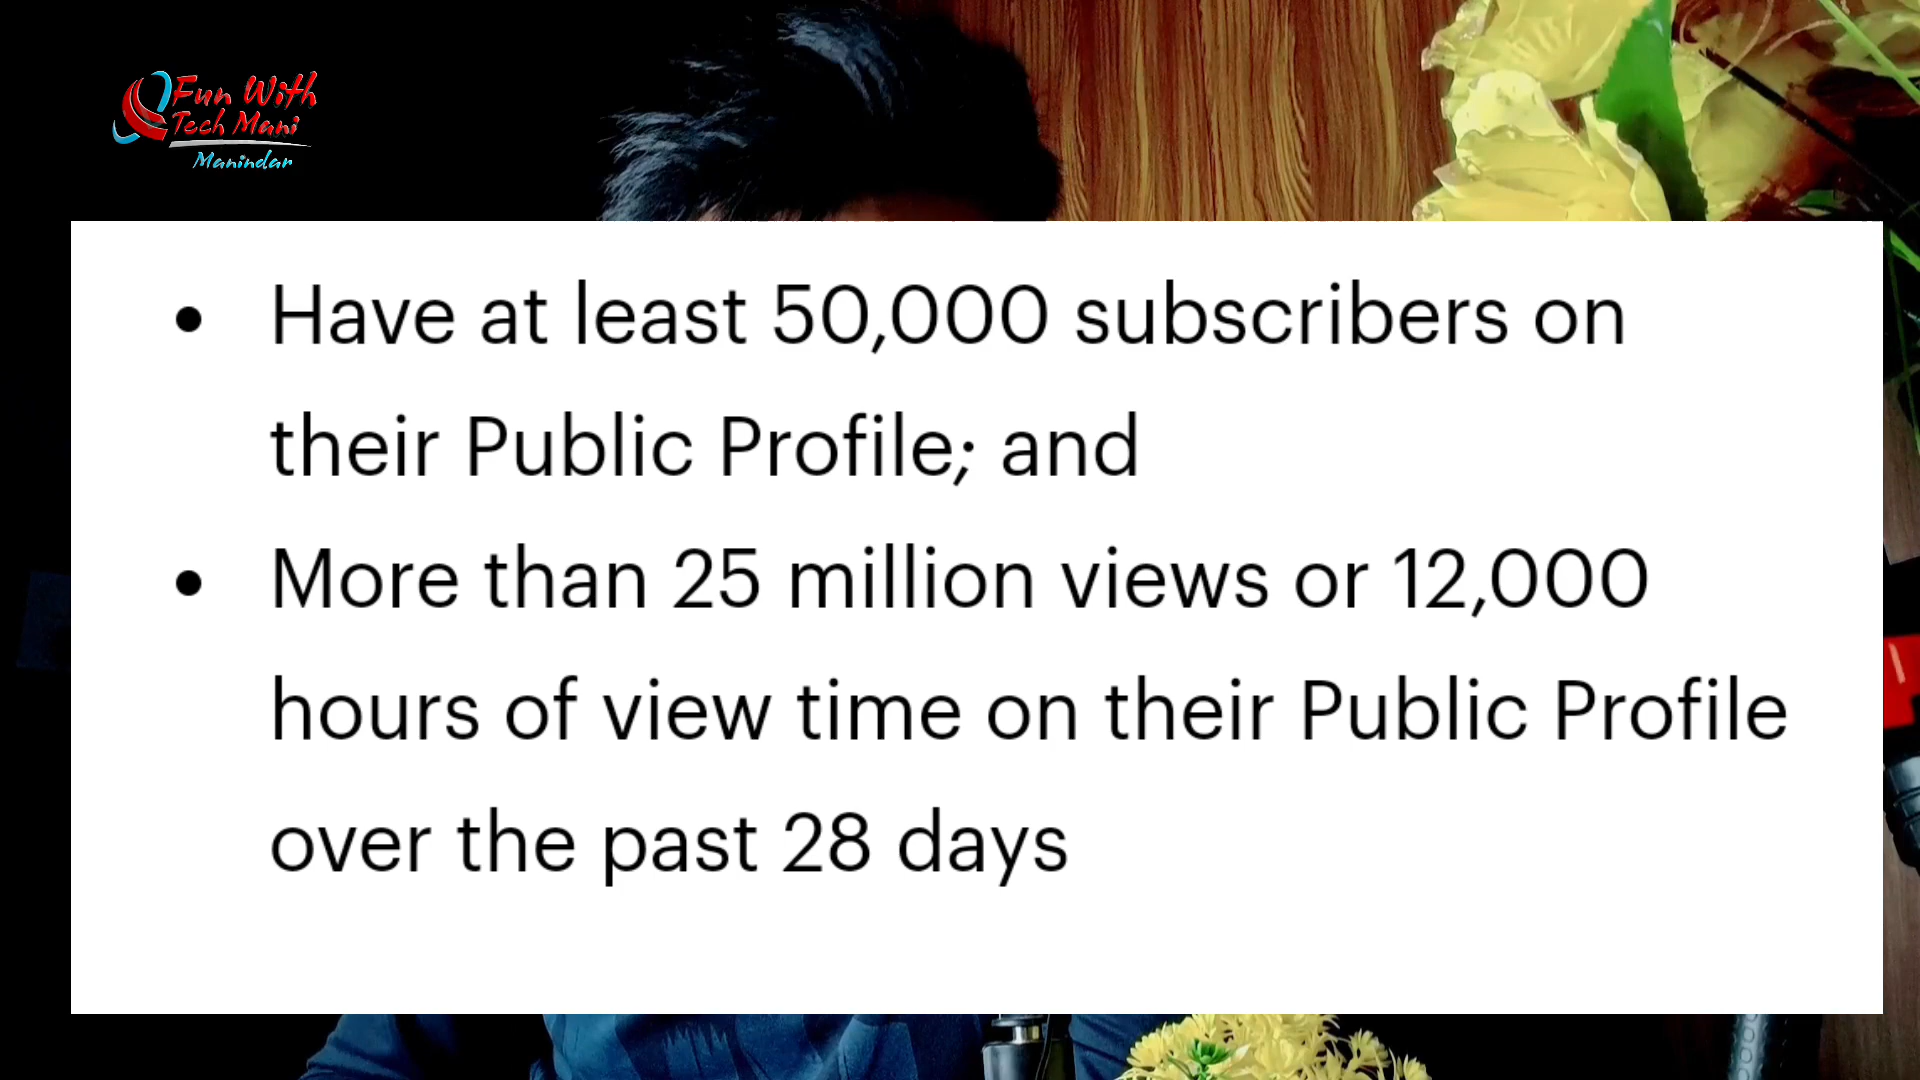 Fun With
Tech Mani
Manindar
• Have at least 50,000 subscribers on
their Public Profile; and
• More than 25 million views or 12,000
hours of view time on their Public Profile
over the past 28 days